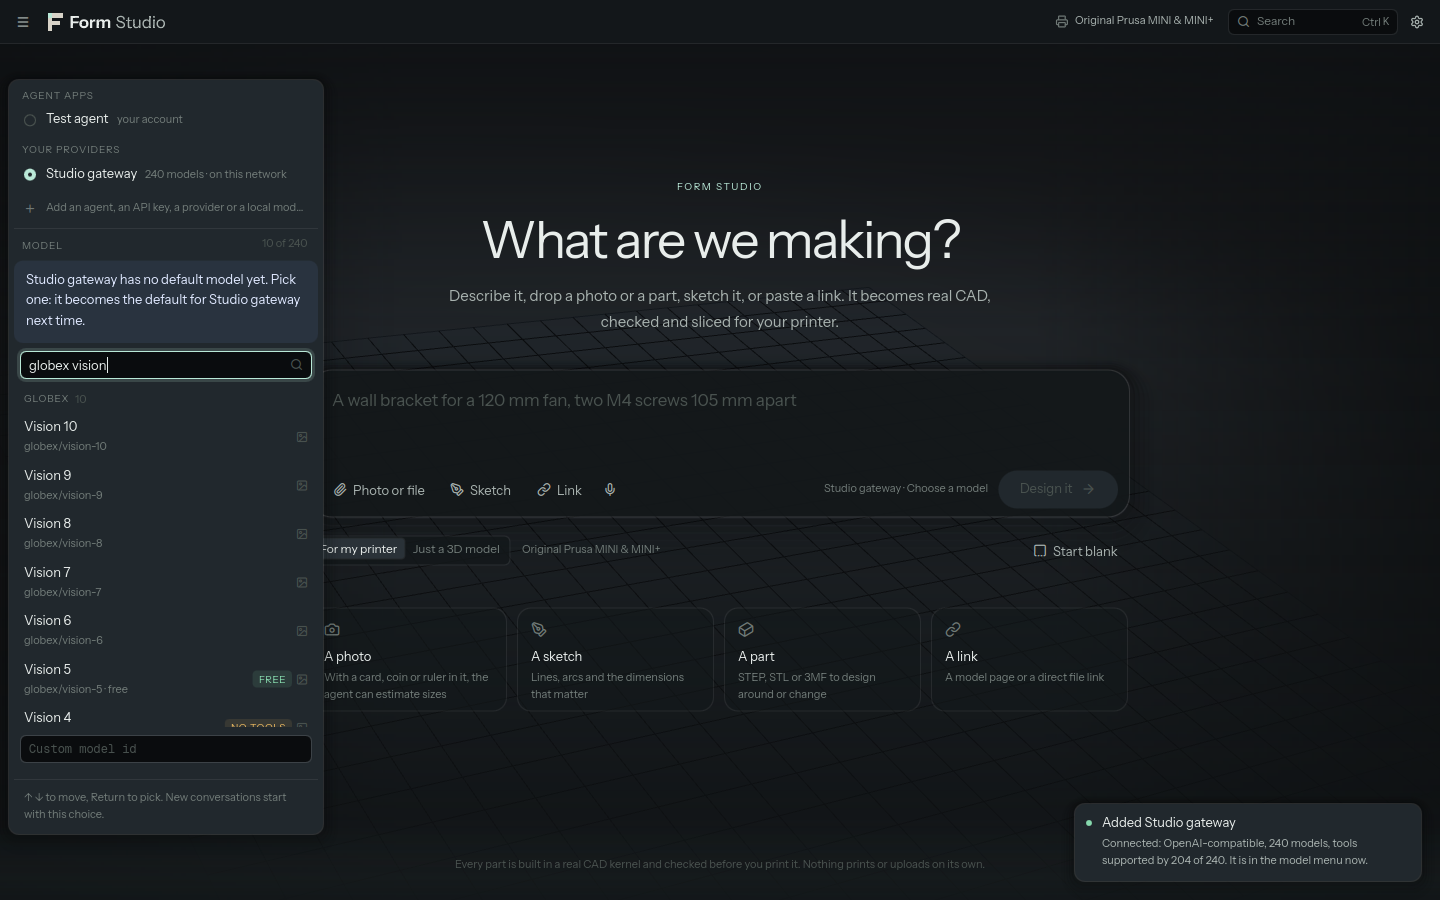 Form Studio
Original Prusa MINI & MINI+
Search
Ctrl K
AGENT APPS
Test agent your account
YOUR PROVIDERS
Studio gateway 240 models · on this network
+ Add an agent, an API key, a provider or a local mod...
MODEL
10 of 240
Studio gateway has no default model yet. Pick
one: it becomes the default for Studio gateway
next time.
globex vision
GLOBEX 10
Vision 10
globex/vision-10
Vision 9
globex/vision-9
Vision 8
globex/vision-8
Vision 7
globex/vision-7
Vision 6
globex/vision-6
Vision 5
globex/vision-5 · free
FREE
Vision 4
NO TOOLS
Custom model id
↑ ↓ to move, Return to pick. New conversations start
with this choice.
FORM STUDIO
What are we making?
Describe it, drop a photo or a part, sketch it, or paste a link. It becomes real CAD,
checked and sliced for your printer.
A wall bracket for a 120 mm fan, two M4 screws 105 mm apart
Photo or file
Sketch
Link
Studio gateway · Choose a model
Design it →
For my printer
Just a 3D model
Original Prusa MINI & MINI+
Start blank
A photo
With a card, coin or ruler in it, the
agent can estimate sizes
A sketch
Lines, arcs and the dimensions
that matter
A part
STEP, STL or 3MF to design
around or change
A link
A model page or a direct file link
Every part is built in a real CAD kernel and checked before you print it. Nothing prints or uploads on its own.
Added Studio gateway
Connected: OpenAI-compatible, 240 models, tools
supported by 204 of 240. It is in the model menu now.